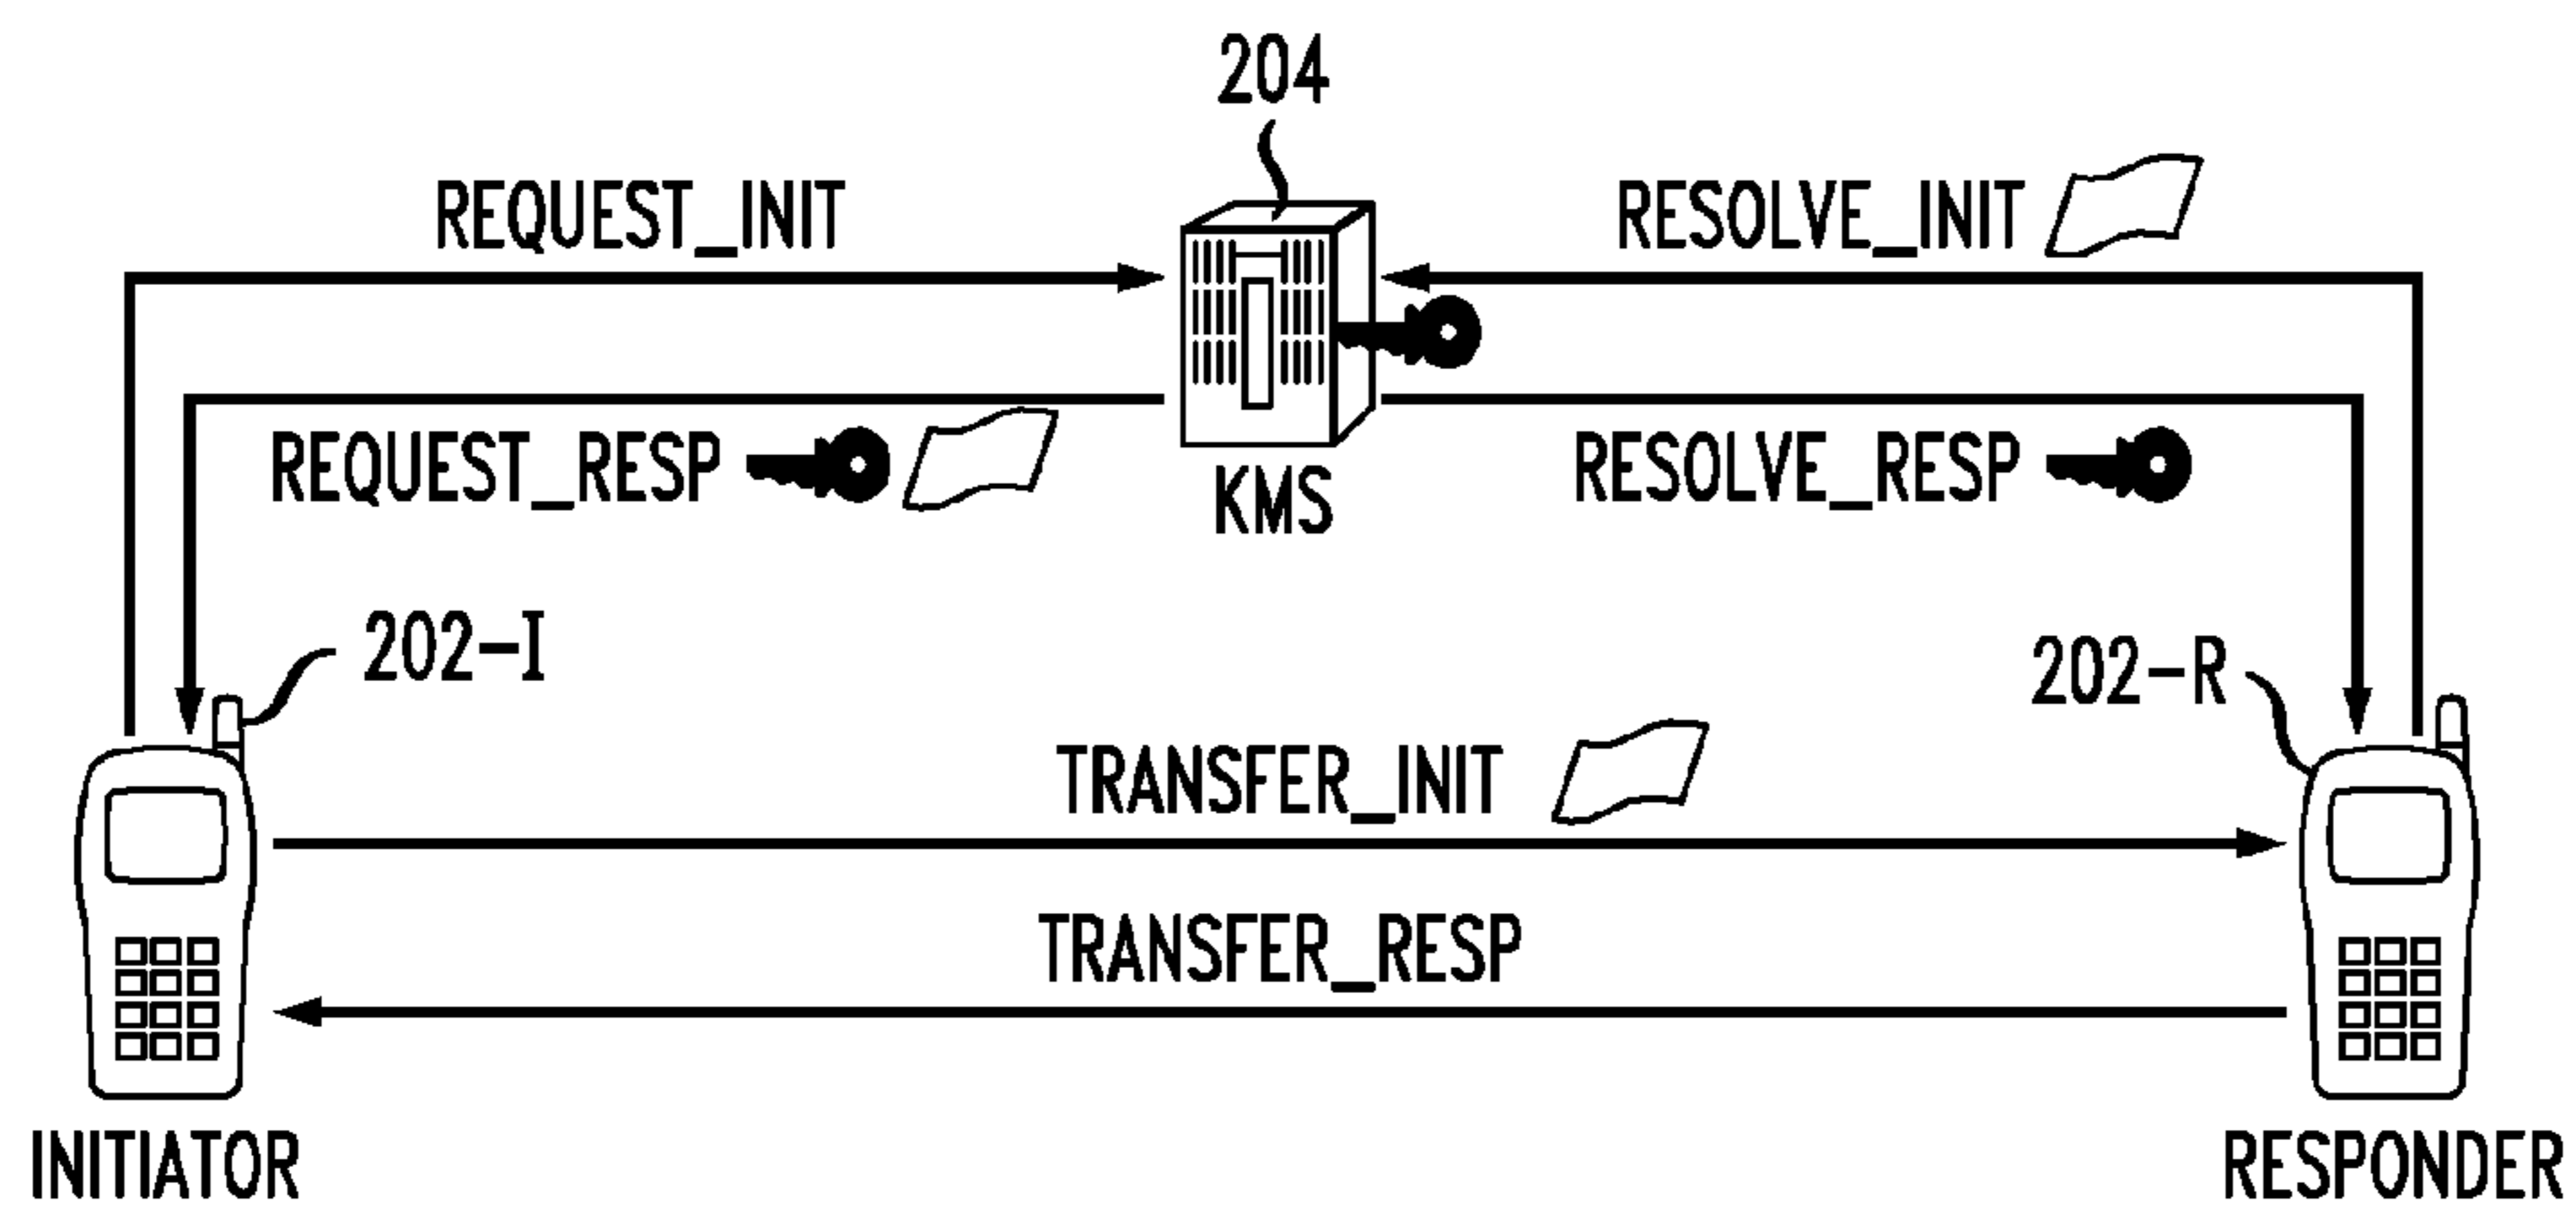 204
REQUEST_INIT
RESOLVE_INIT
REQUEST_RESP
KMS
RESOLVE_RESP
202-I
202-R
TRANSFER_INIT
TRANSFER_RESP
INITIATOR
RESPONDER